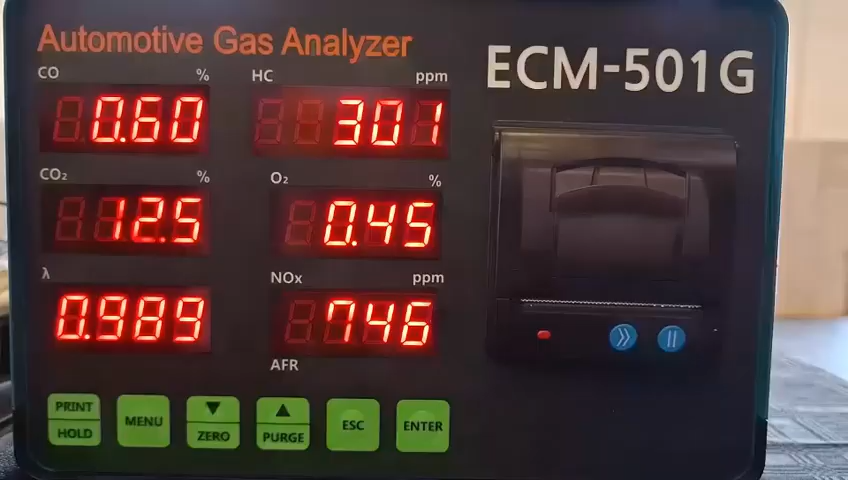 Automotive Gas Analyzer
ECM-501G
CO % HC ppm
0.60 301
CO₂ % O₂ %
12.5 0.45
λ NOx ppm
0.989 746
AFR
PRINT HOLD
MENU
▼ ZERO
▲ PURGE
ESC
ENTER